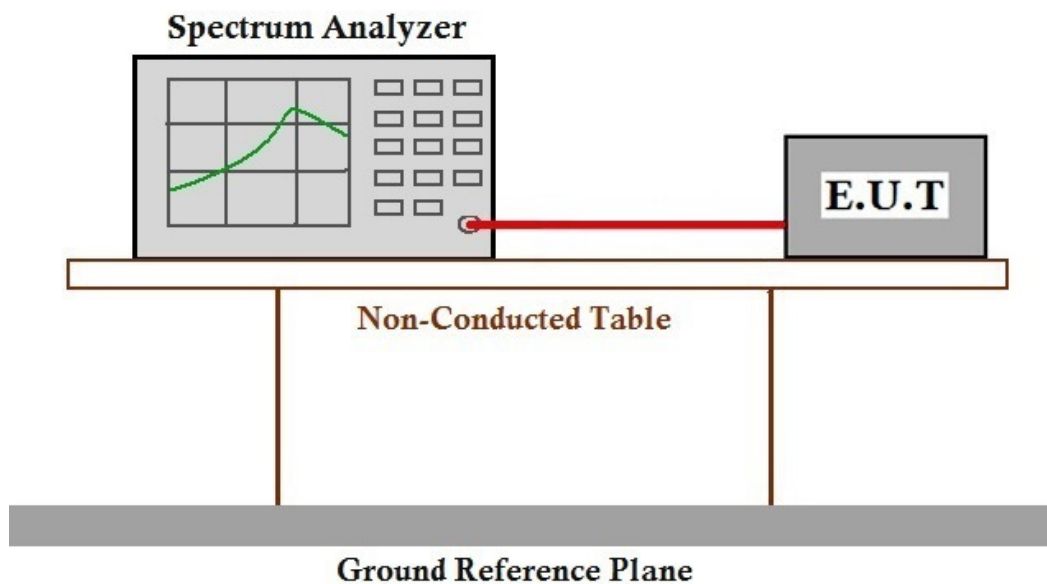 Spectrum Analyzer
E.U.T
Non-Conducted Table
Ground Reference Plane